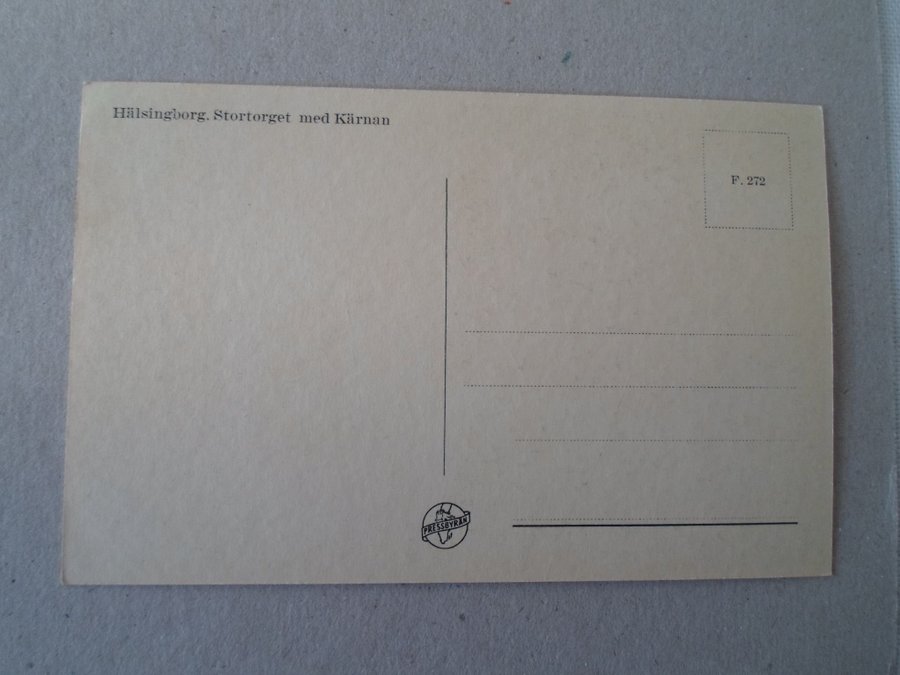 Hälsingborg. Stortorget med Kärnan
F. 272
PRESSBYRÅN